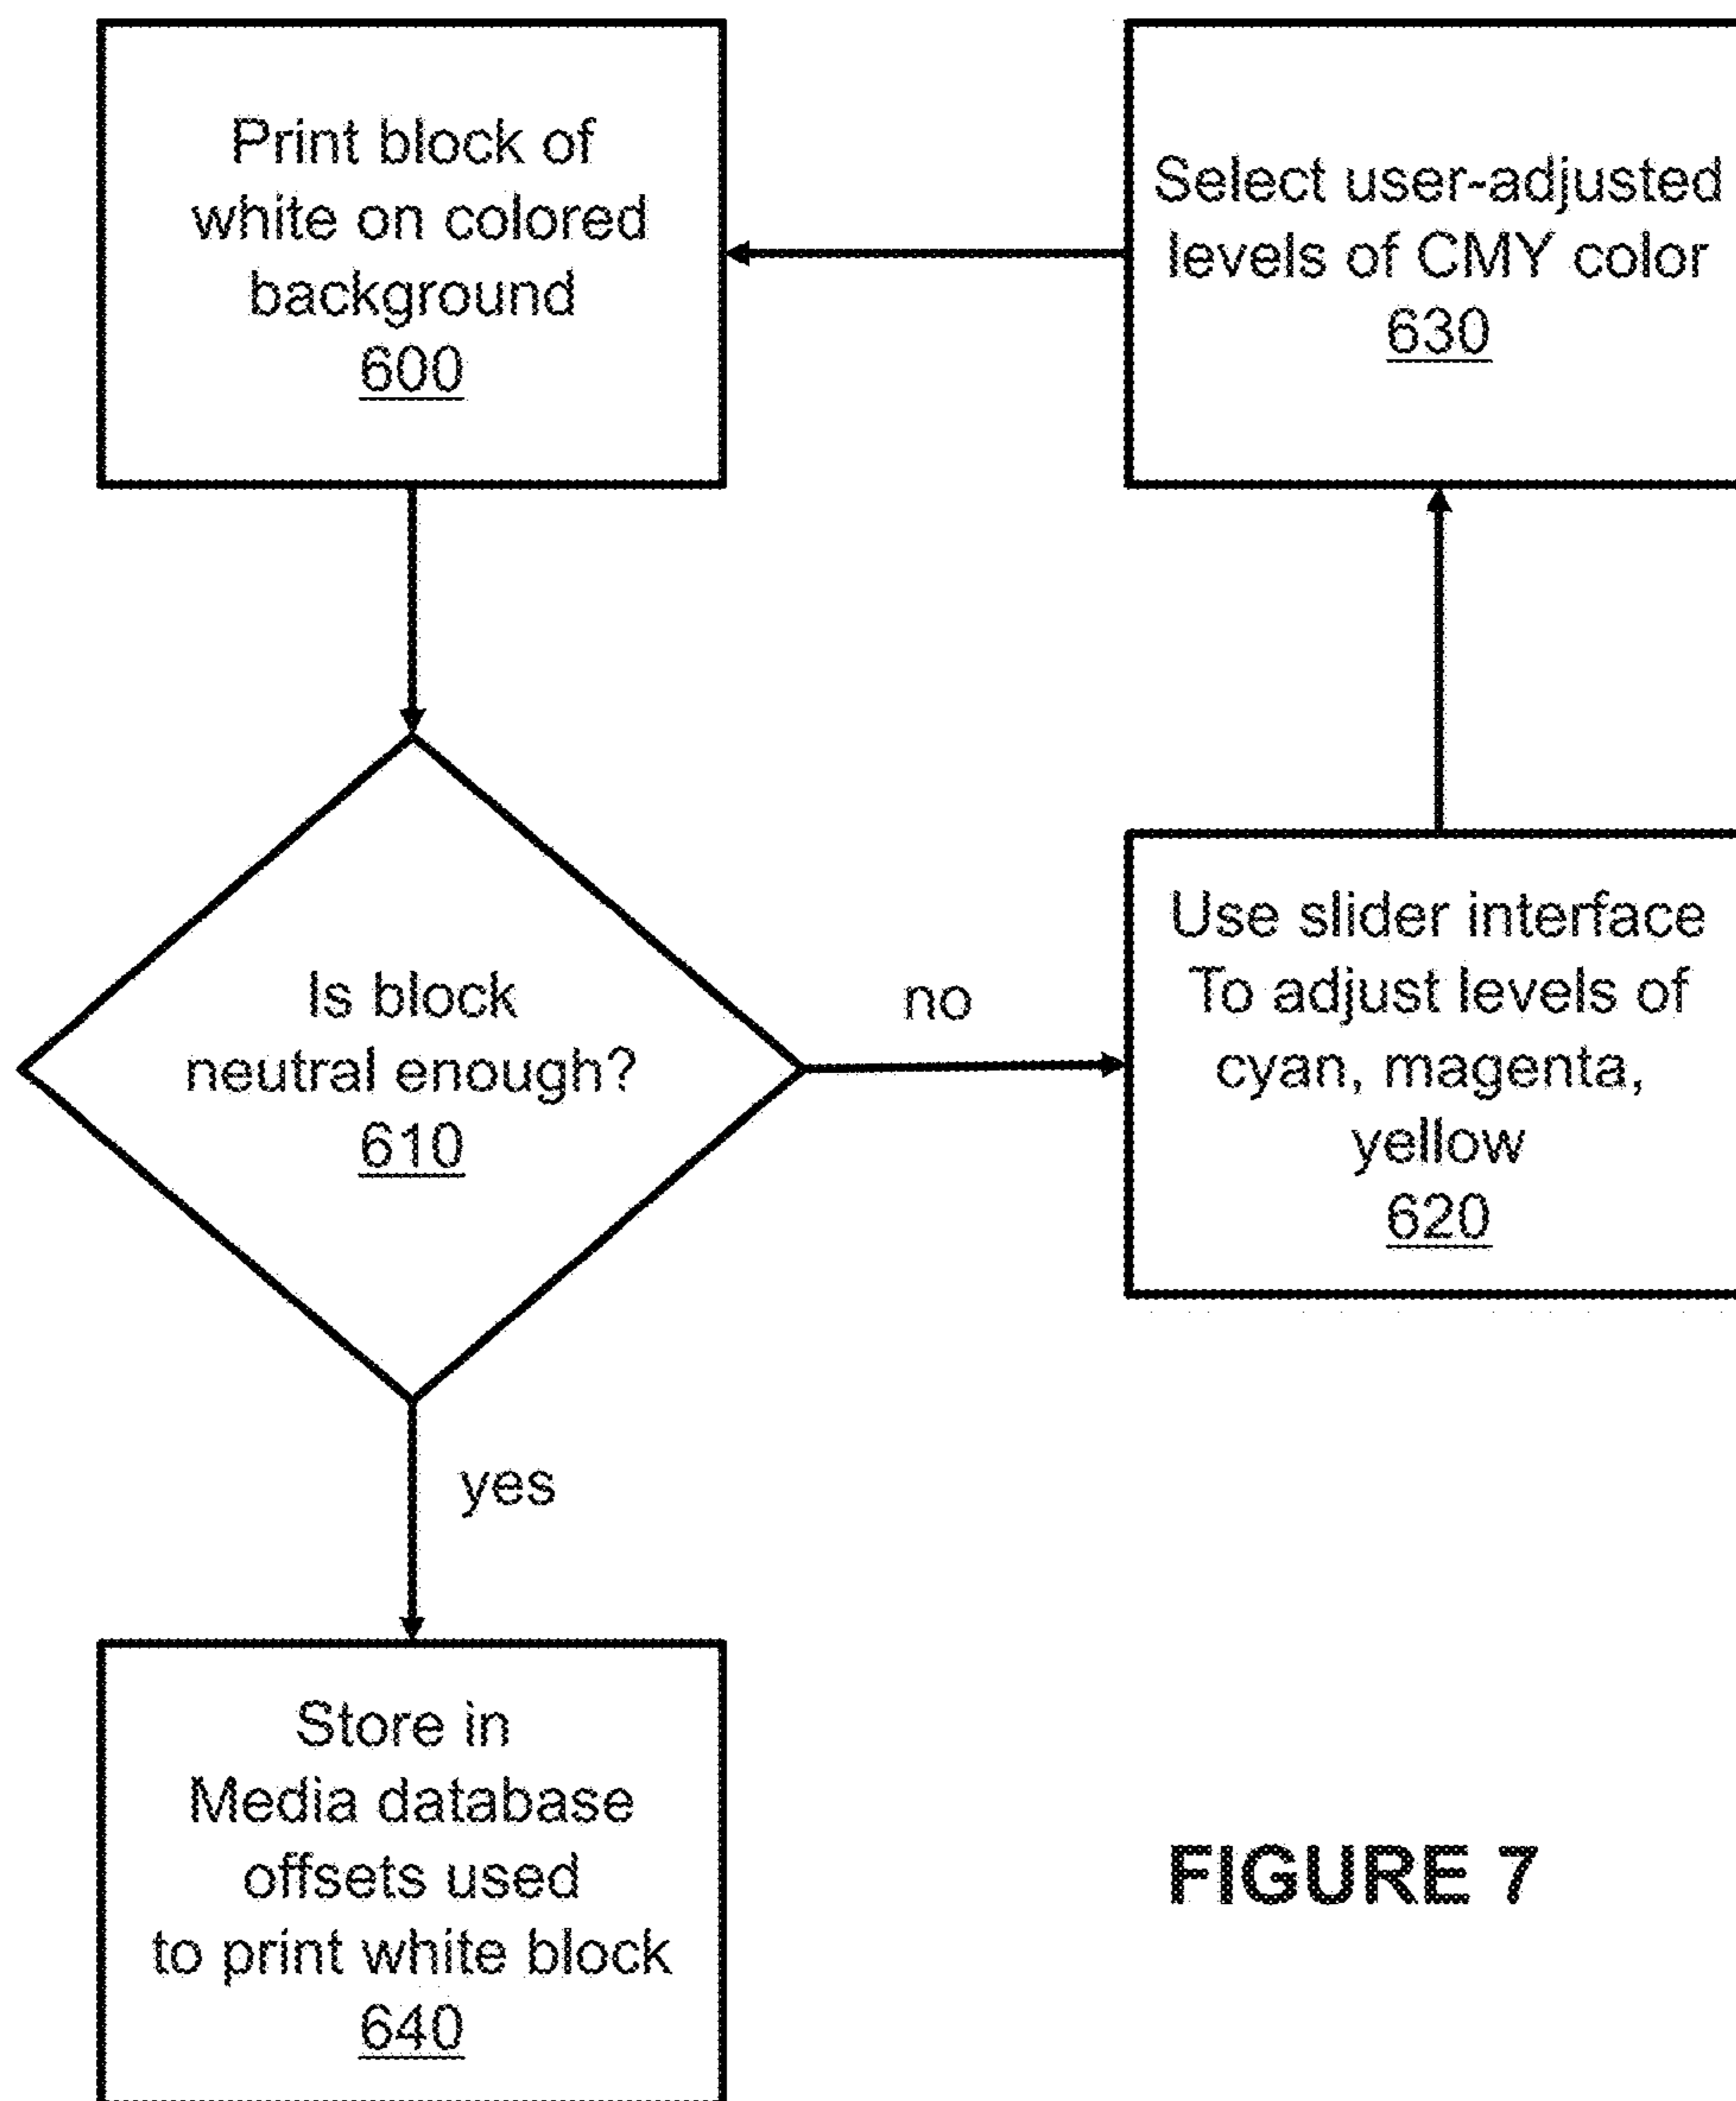 Print block of
white on colored
background
600
Select user-adjusted
levels of CMY color
630
Is block
neutral enough?
610
no
Use slider interface
To adjust levels of
cyan, magenta,
yellow
620
yes
Store in
Media database
offsets used
to print white block
640
FIGURE 7